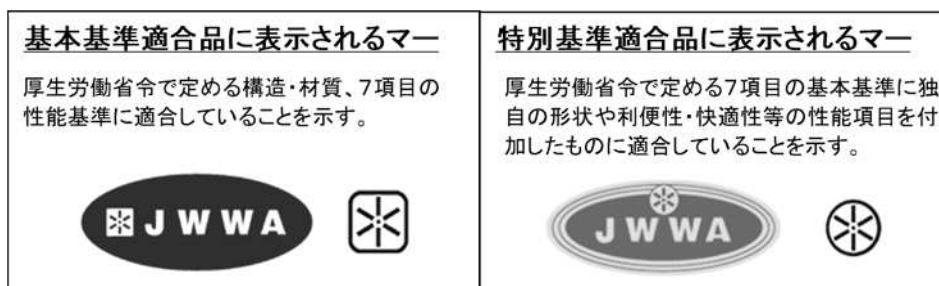 基本基準適合品に表示されるマー
厚生労働省令で定める構造・材質、7項目の
性能基準に適合していることを示す。
JWWA
特別基準適合品に表示されるマー
厚生労働省令で定める7項目の基本基準に独
自の形状や利便性・快適性等の性能項目を付
加したものに適合していることを示す。
JWWA